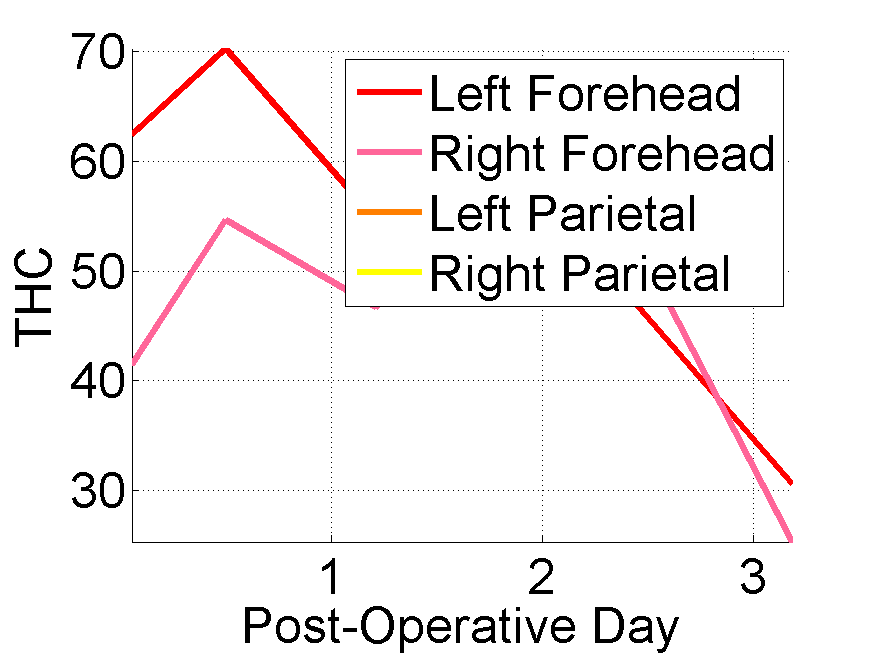 70
60
50
40
30
THC
Left Forehead
Right Forehead
Left Parietal
Right Parietal
1 2 3
Post-Operative Day